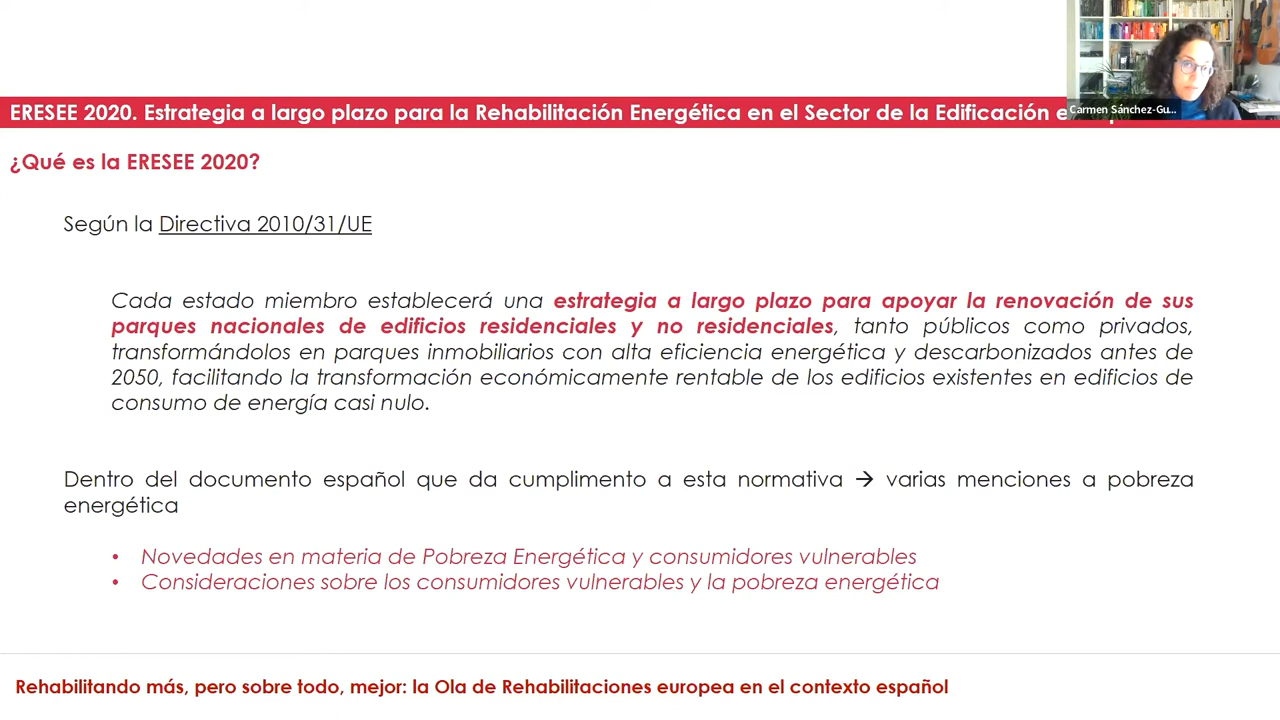 ERESEE 2020. Estrategia a largo plazo para la Rehabilitación Energética en el Sector de la Edificación
Carmen Sánchez-Gu...
¿Qué es la ERESEE 2020?
Según la Directiva 2010/31/UE
Cada estado miembro establecerá una estrategia a largo plazo para apoyar la renovación de sus
parques nacionales de edificios residenciales y no residenciales, tanto públicos como privados,
transformándolos en parques inmobiliarios con alta eficiencia energética y descarbonizados antes de
2050, facilitando la transformación económicamente rentable de los edificios existentes en edificios de
consumo de energía casi nulo.
Dentro del documento español que da cumplimento a esta normativa → varias menciones a pobreza
energética
• Novedades en materia de Pobreza Energética y consumidores vulnerables
• Consideraciones sobre los consumidores vulnerables y la pobreza energética
Rehabilitando más, pero sobre todo, mejor: la Ola de Rehabilitaciones europea en el contexto español